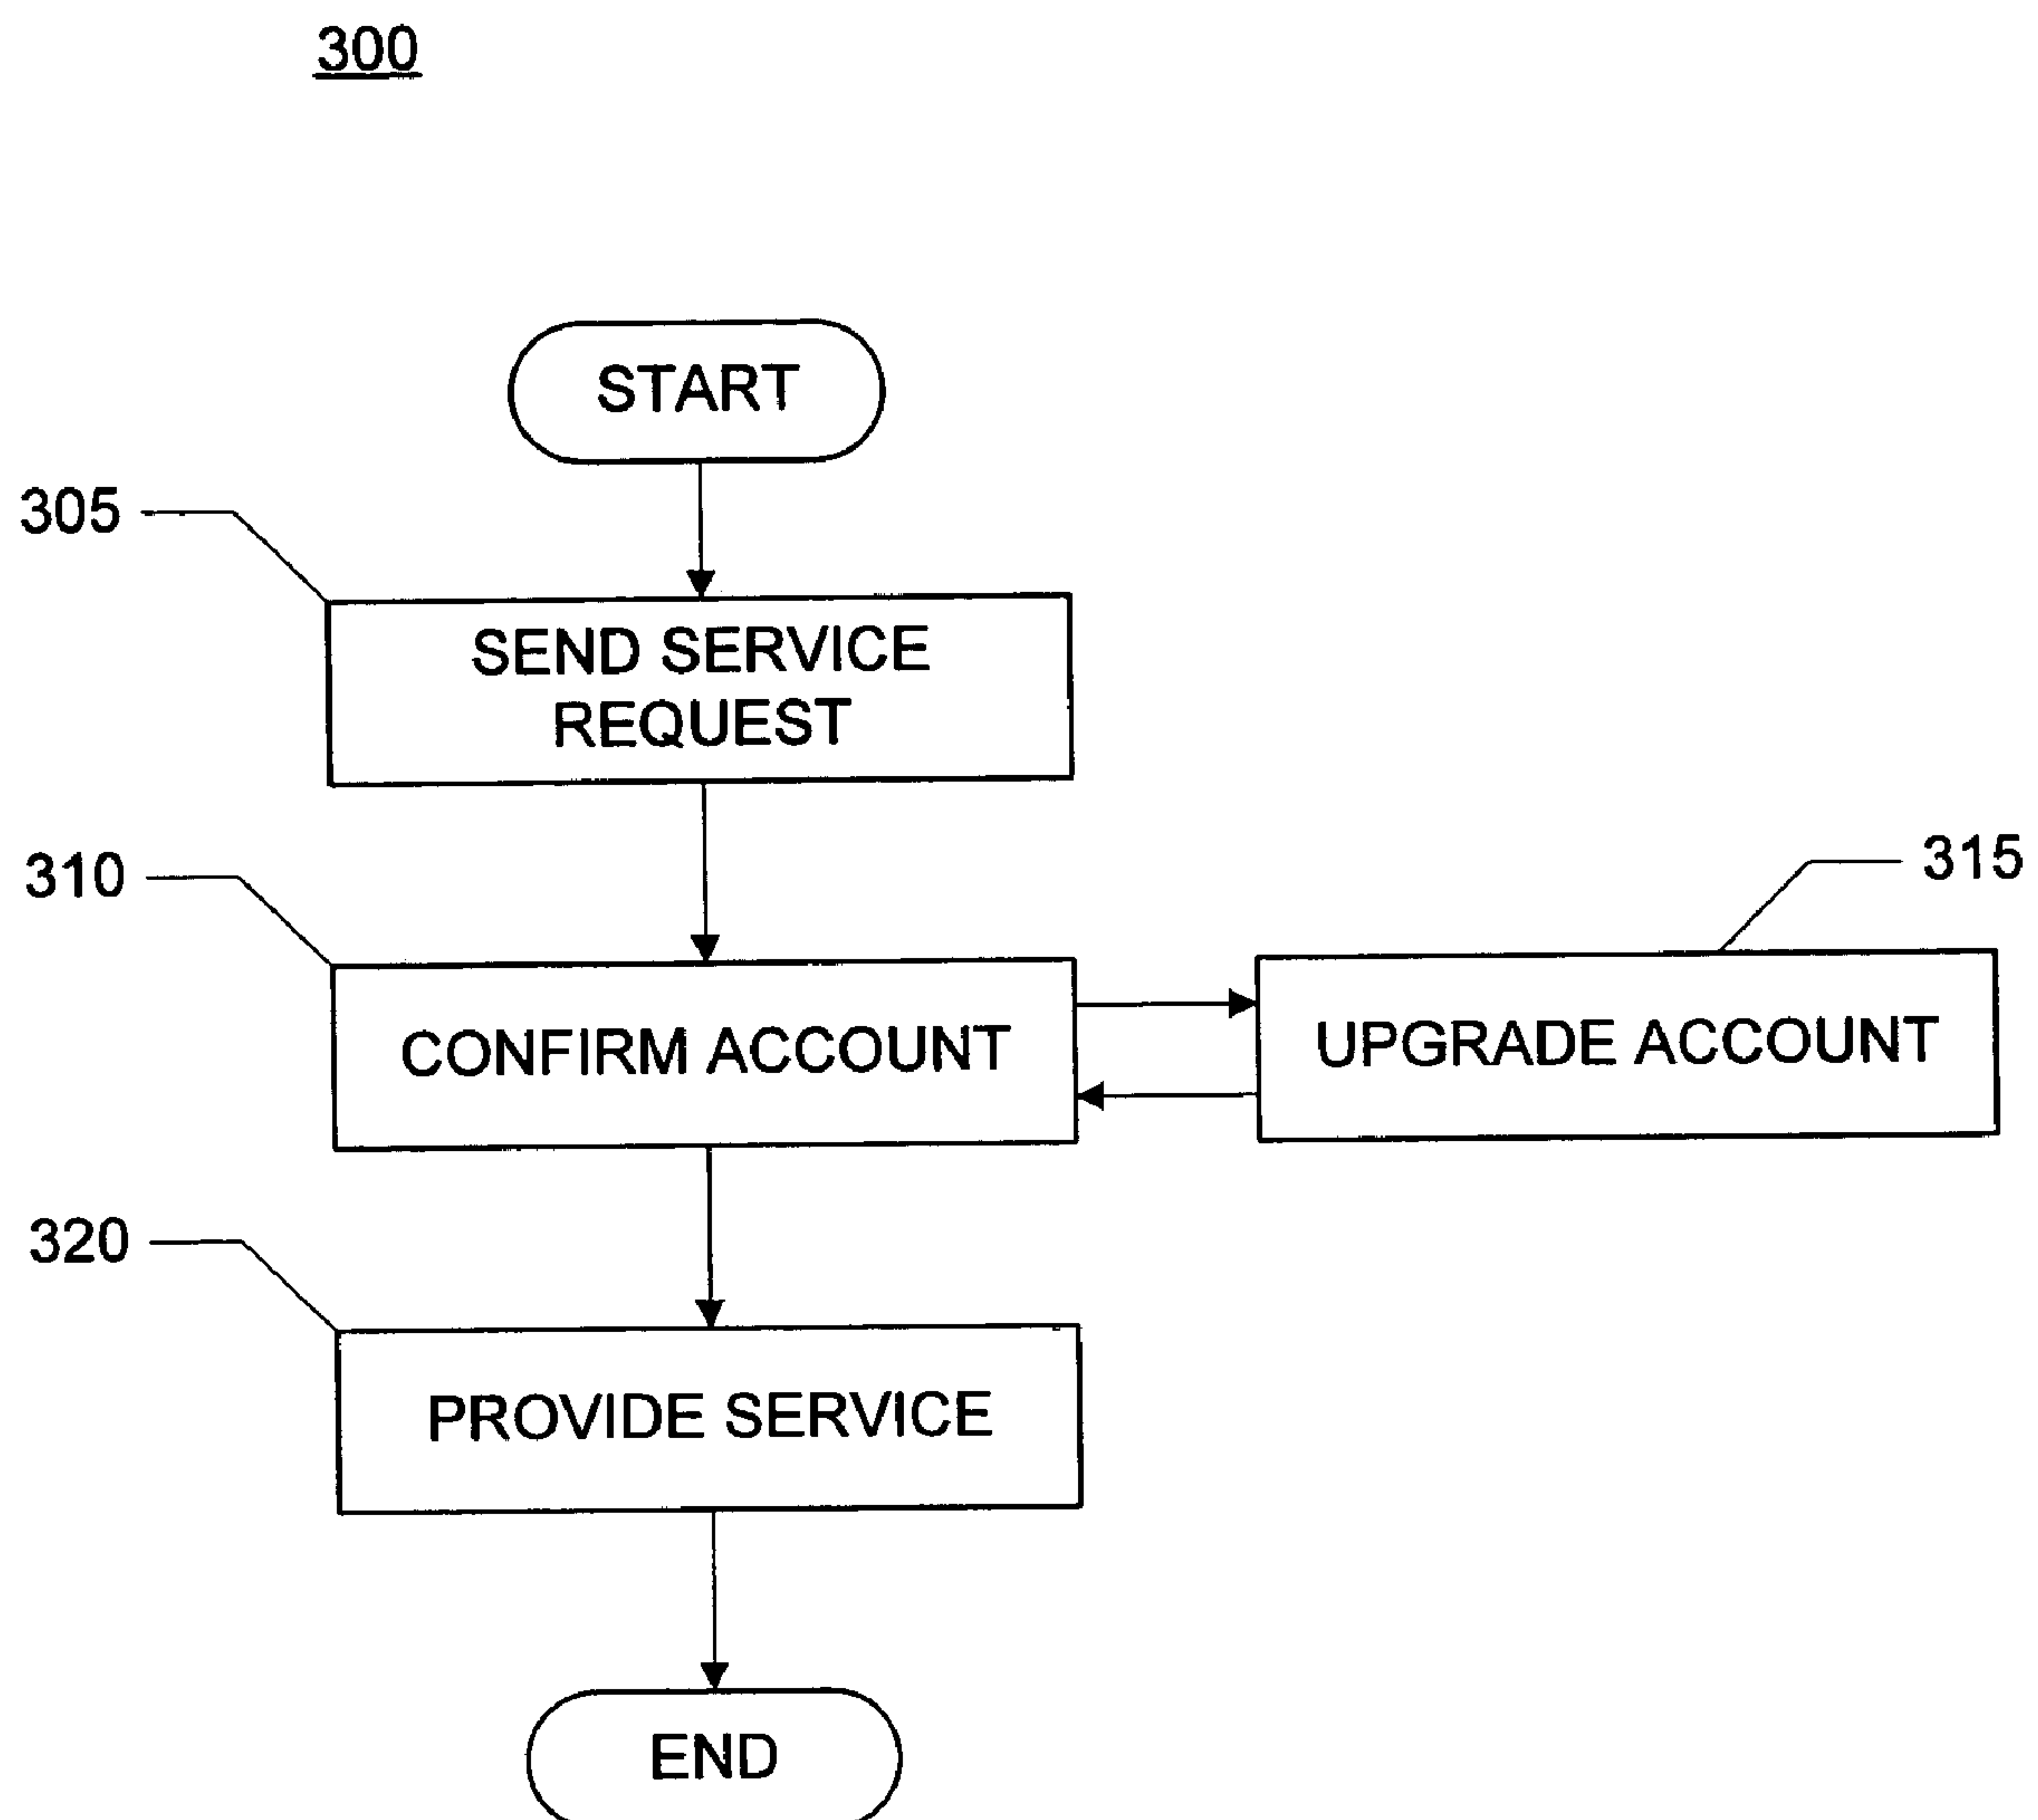 300
START
305
SEND SERVICE
REQUEST
310
315
CONFIRM ACCOUNT
UPGRADE ACCOUNT
320
PROVIDE SERVICE
END